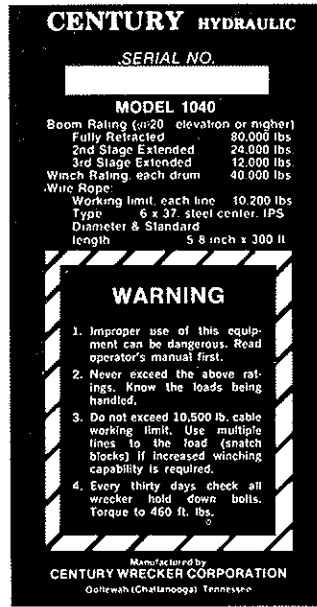 CENTURY HYDRAULIC
SERIAL NO.
MODEL 1040
Boom Rating (@20 elevation or higher)
Fully Retracted 80,000 lbs
2nd Stage Extended 24,000 lbs
3rd Stage Extended 12,000 lbs
Winch Rating, each drum 40,000 lbs
Wire Rope:
Working limit, each line 10,200 lbs
Type 6 x 37, steel center, IPS
Diameter & Standard
length 5/8 inch x 300 ft
WARNING
1. Improper use of this equip-
ment can be dangerous. Read
operator's manual first.
2. Never exceed the above rat-
ings. Know the loads being
handled.
3. Do not exceed 10,500 lb. cable
working limit. Use multiple
lines to the load (snatch
blocks) if increased winching
capability is required.
4. Every thirty days check all
wrecker hold down bolts.
Torque to 460 ft. lbs.
Manufactured by
CENTURY WRECKER CORPORATION
Ooltewah (Chattanooga) Tennessee